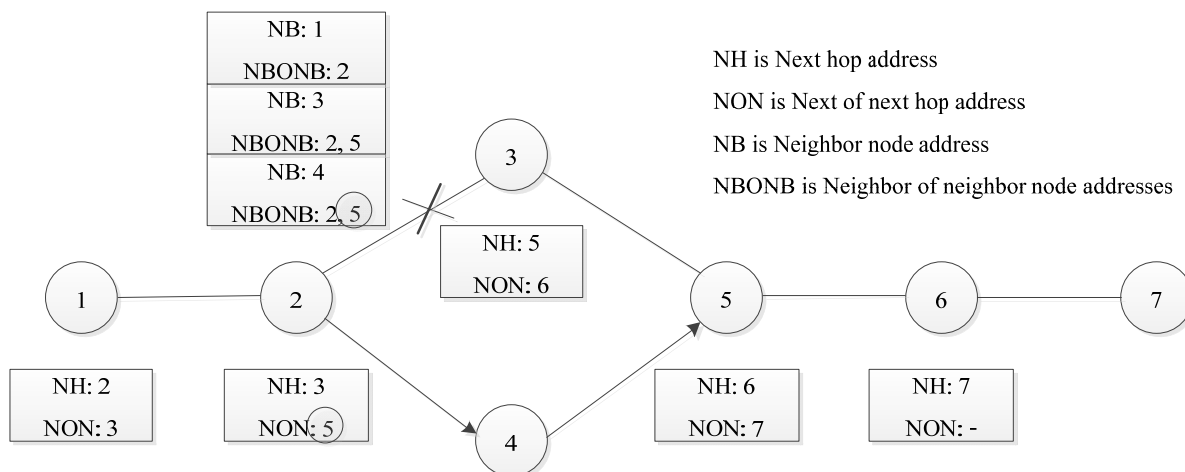 NB: 1
NBONB: 2
NB: 3
NBONB: 2, 5
NB: 4
NBONB: 2, 5
NH is Next hop address
NON is Next of next hop address
NB is Neighbor node address
NBONB is Neighbor of neighbor node addresses
3
NH: 5
NON: 6
1
2
5
6
7
NH: 2
NON: 3
NH: 3
NON: 5
4
NH: 6
NON: 7
NH: 7
NON: -